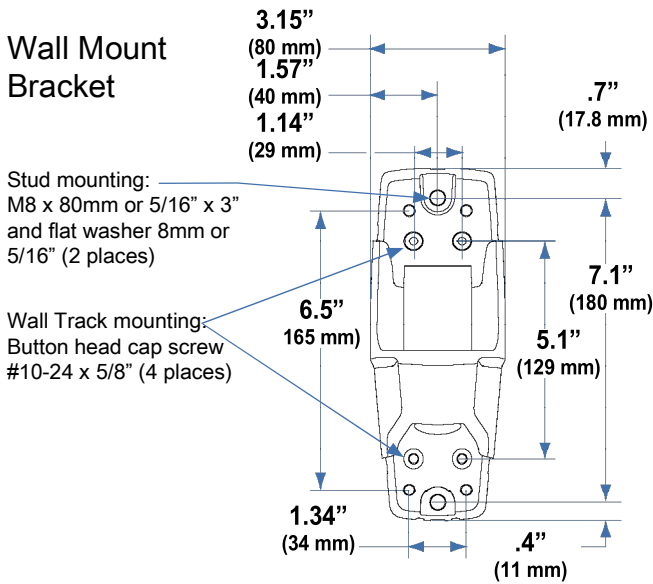 Wall Mount
Bracket
3.15”
(80 mm)
1.57”
(40 mm)
1.14”
(29 mm)
.7”
(17.8 mm)
Stud mounting:
M8 x 80mm or 5/16” x 3”
and flat washer 8mm or
5/16” (2 places)
Wall Track mounting:
Button head cap screw
#10-24 x 5/8” (4 places)
6.5”
165 mm)
7.1”
(180 mm)
5.1”
(129 mm)
1.34”
(34 mm)
.4”
(11 mm)